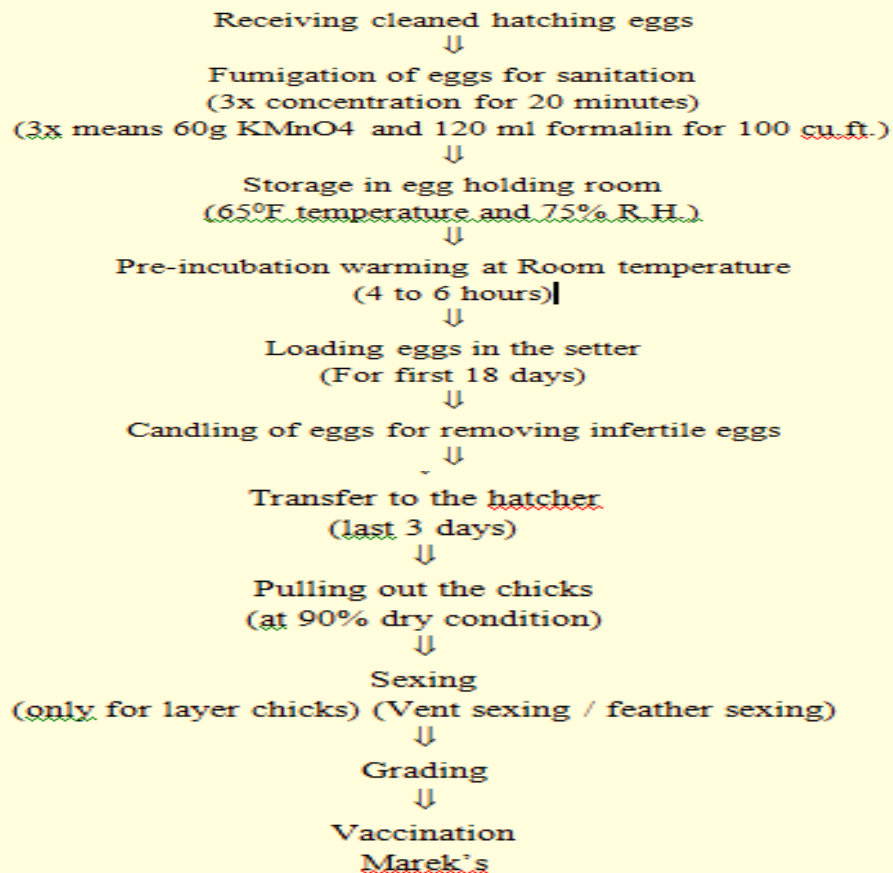 Receiving cleaned hatching eggs
⇓
Fumigation of eggs for sanitation
(3x concentration for 20 minutes)
(3x means 60g KMnO4 and 120 ml formalin for 100 cu.ft.)
⇓
Storage in egg holding room
(65⁰F temperature and 75% R.H.)
⇓
Pre-incubation warming at Room temperature
(4 to 6 hours)
⇓
Loading eggs in the setter
(For first 18 days)
⇓
Candling of eggs for removing infertile eggs
⇓
Transfer to the hatcher
(last 3 days)
⇓
Pulling out the chicks
(at 90% dry condition)
⇓
Sexing
(only for layer chicks) (Vent sexing / feather sexing)
⇓
Grading
⇓
Vaccination
Marek's